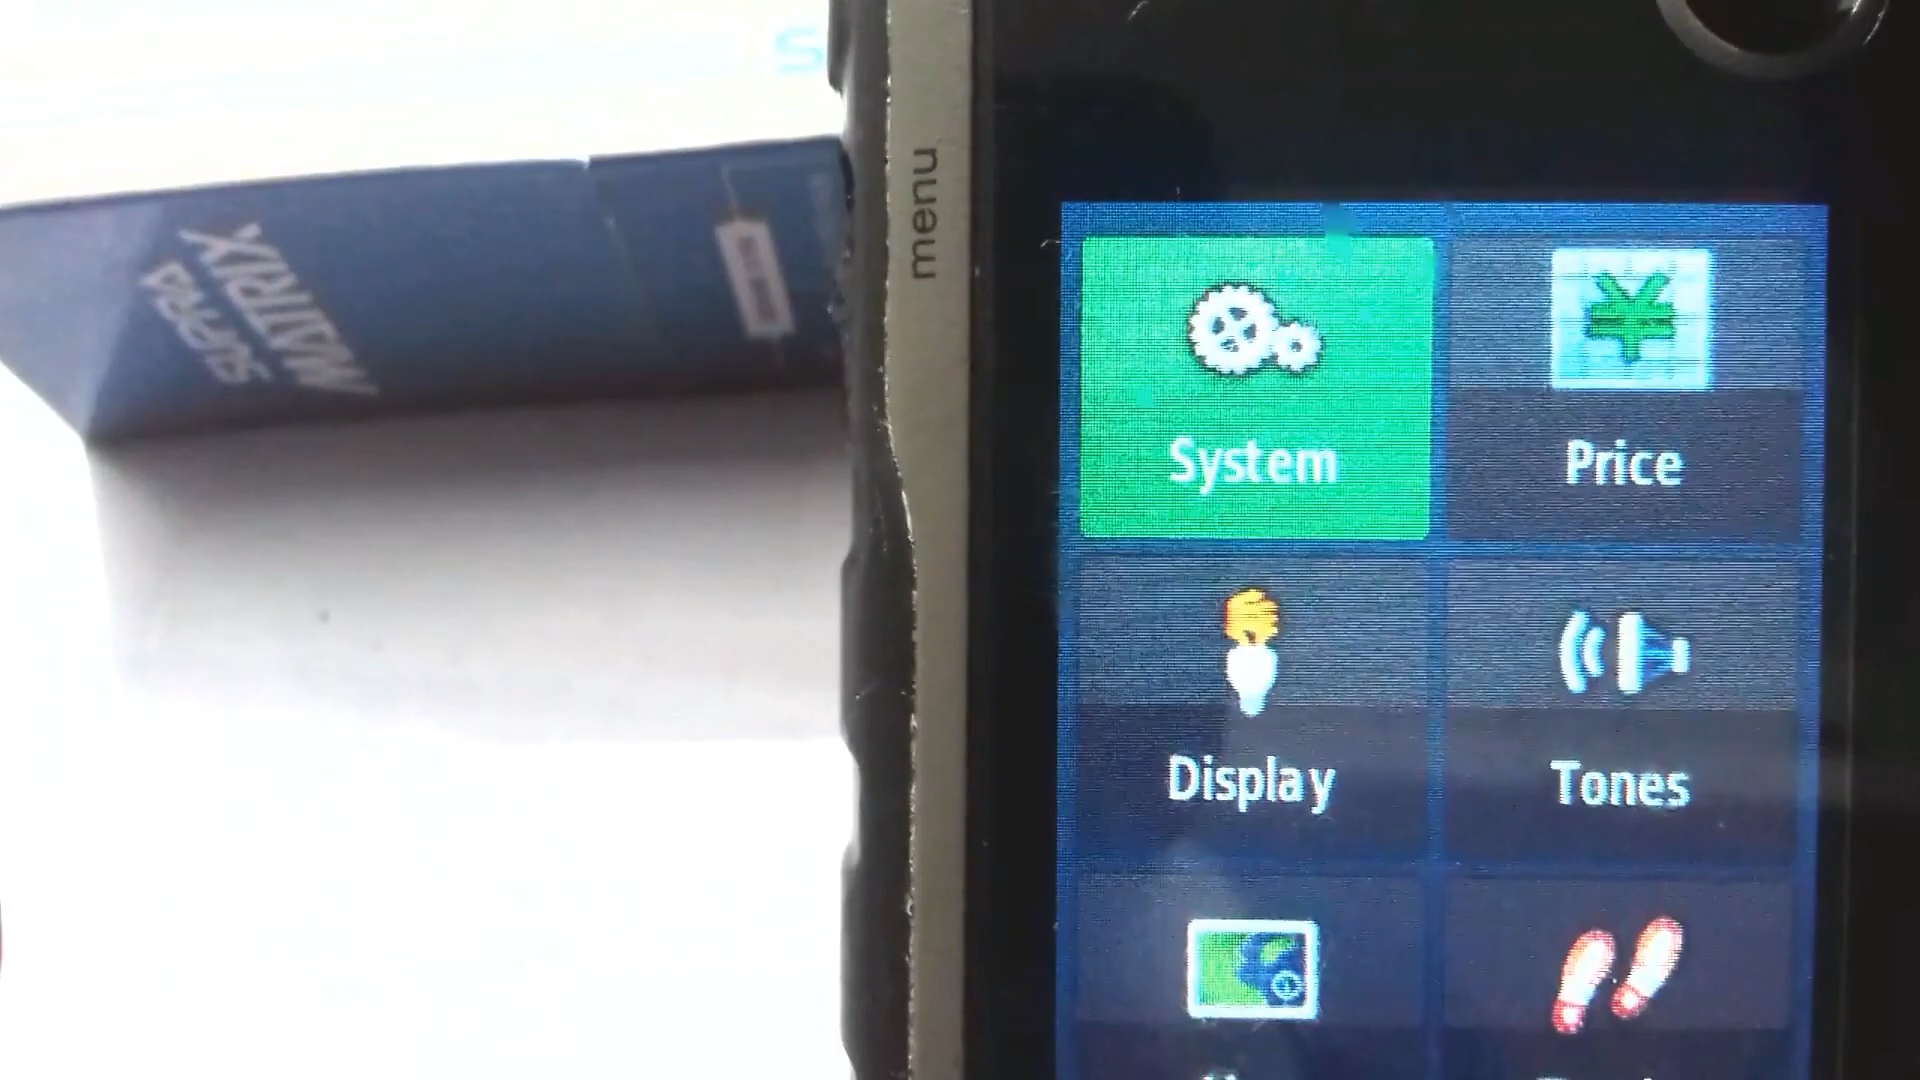 S
menu
SUPRA
MATRIX
System
Price
Display
Tones